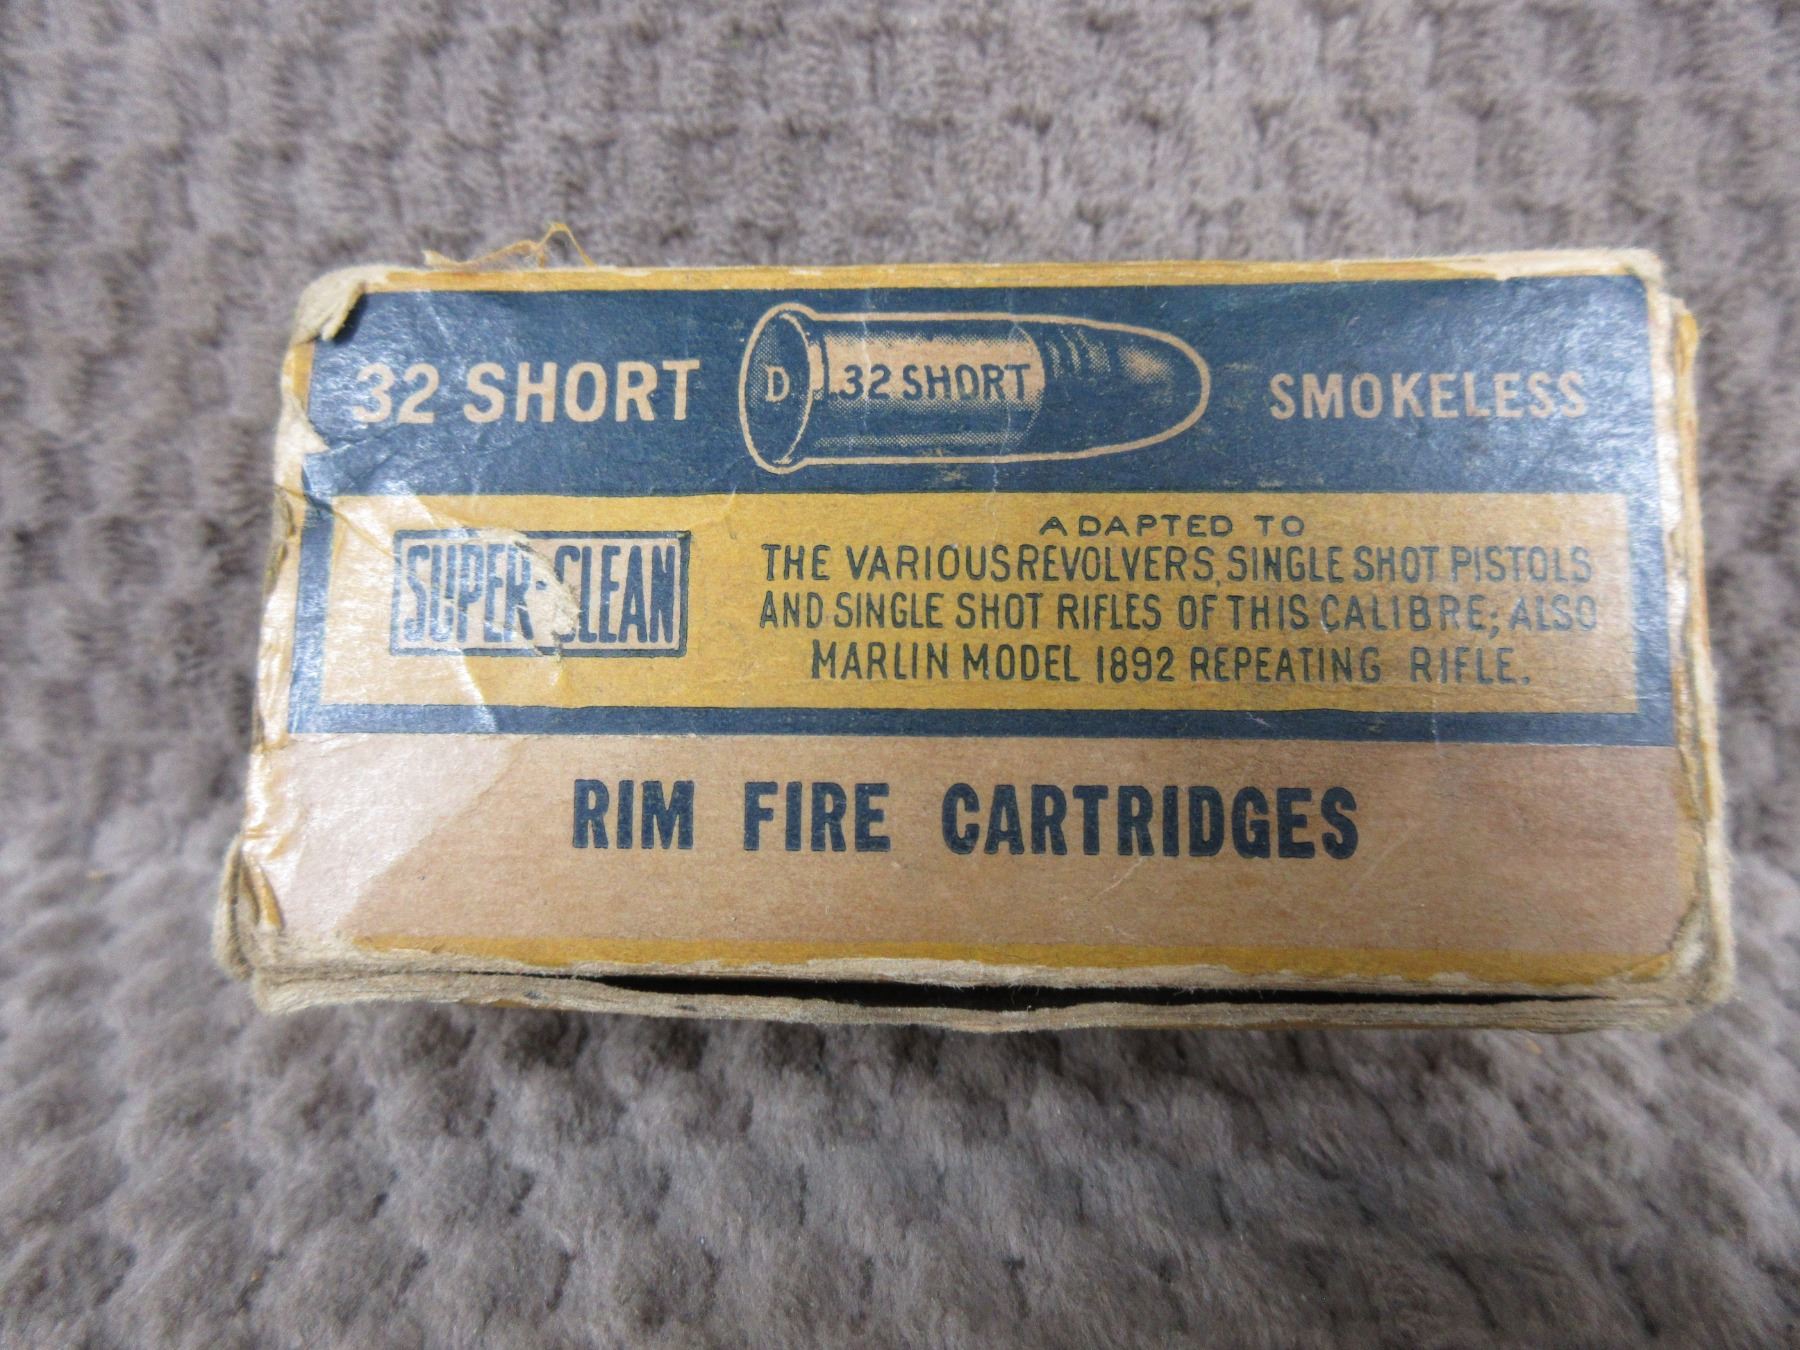 32 SHORT
D
.32 SHORT
SMOKELESS
SUPER-CLEAN
ADAPTED TO
THE VARIOUS REVOLVERS, SINGLE SHOT PISTOLS
AND SINGLE SHOT RIFLES OF THIS CALIBRE; ALSO
MARLIN MODEL 1892 REPEATING RIFLE.
RIM FIRE CARTRIDGES